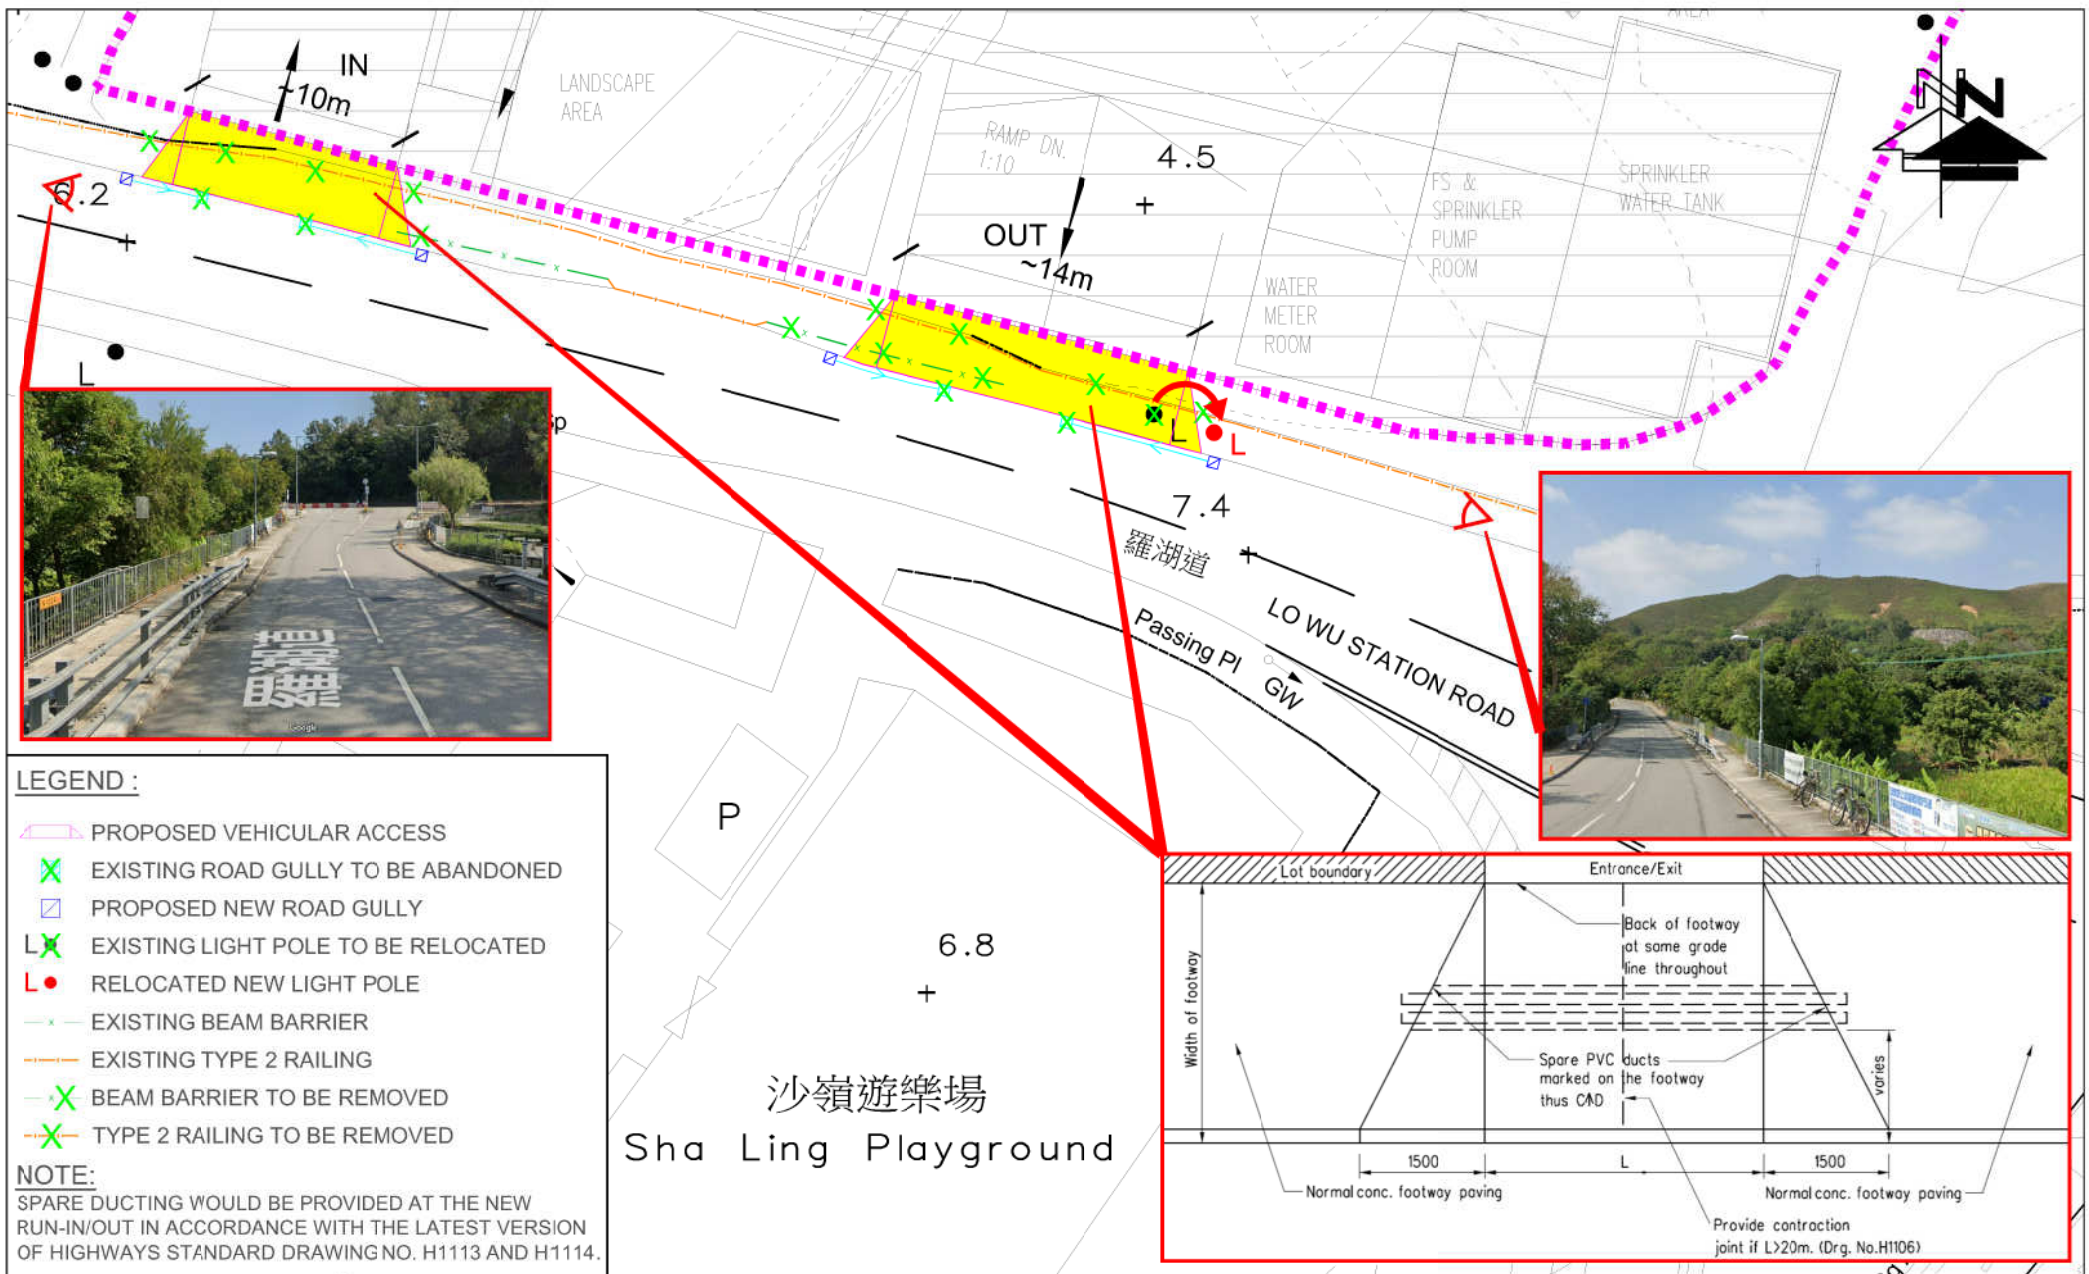 IN
~10m
LANDSCAPE
AREA
AREA
N
RAMP DN.
1:10
4.5
FS &
SPRINKLER
PUMP
ROOM
SPRINKLER
WATER TANK
6.2
OUT
~14m
WATER
METER
ROOM
L
L
L
7.4
羅湖道
LO WU STATION ROAD
Passing Pl
GW
羅湖道
Google
P
6.8
沙嶺遊樂場
Sha Ling Playground
LEGEND :
PROPOSED VEHICULAR ACCESS
EXISTING ROAD GULLY TO BE ABANDONED
PROPOSED NEW ROAD GULLY
L EXISTING LIGHT POLE TO BE RELOCATED
L RELOCATED NEW LIGHT POLE
EXISTING BEAM BARRIER
EXISTING TYPE 2 RAILING
BEAM BARRIER TO BE REMOVED
TYPE 2 RAILING TO BE REMOVED
NOTE:
SPARE DUCTING WOULD BE PROVIDED AT THE NEW
RUN-IN/OUT IN ACCORDANCE WITH THE LATEST VERSION
OF HIGHWAYS STANDARD DRAWING NO. H1113 AND H1114.
Lot boundary
Entrance/Exit
Back of footway
at same grade
line throughout
Width of footway
Spare PVC ducts
marked on the footway
thus CAD
varies
1500
L
1500
Normal conc. footway paving
Normal conc. footway paving
Provide contraction
joint if L>20m. (Drg. No.H1106)